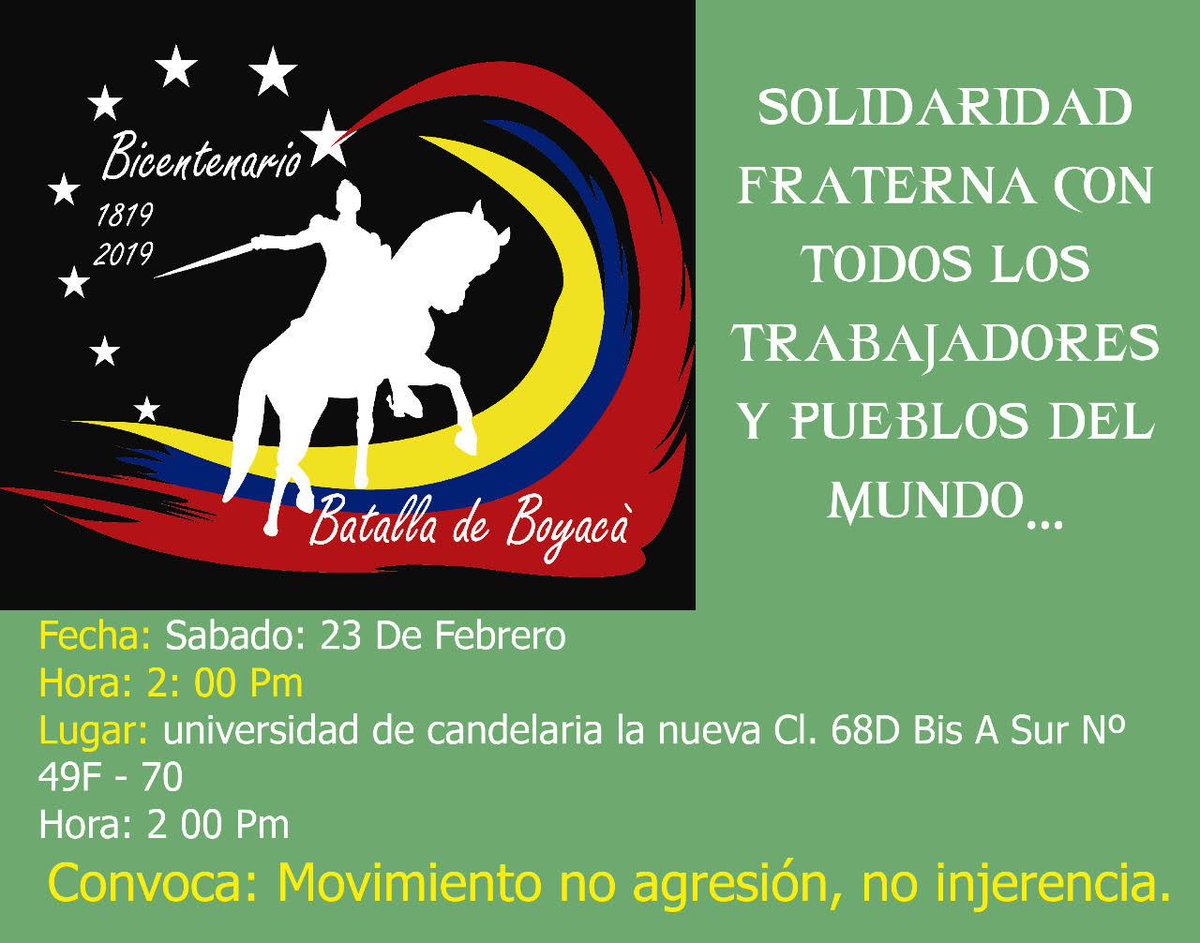 Bicentenario
1819
2019
Batalla de Boyacà
SOLIDARIDAD
FRATERNA CON
TODOS LOS
TRABAJADORES
Y PUEBLOS DEL
MUNDO...
Fecha: Sabado: 23 De Febrero
Hora: 2: 00 Pm
Lugar: universidad de candelaria la nueva Cl. 68D Bis A Sur Nº
49F - 70
Hora: 2 00 Pm
Convoca: Movimiento no agresión, no injerencia.